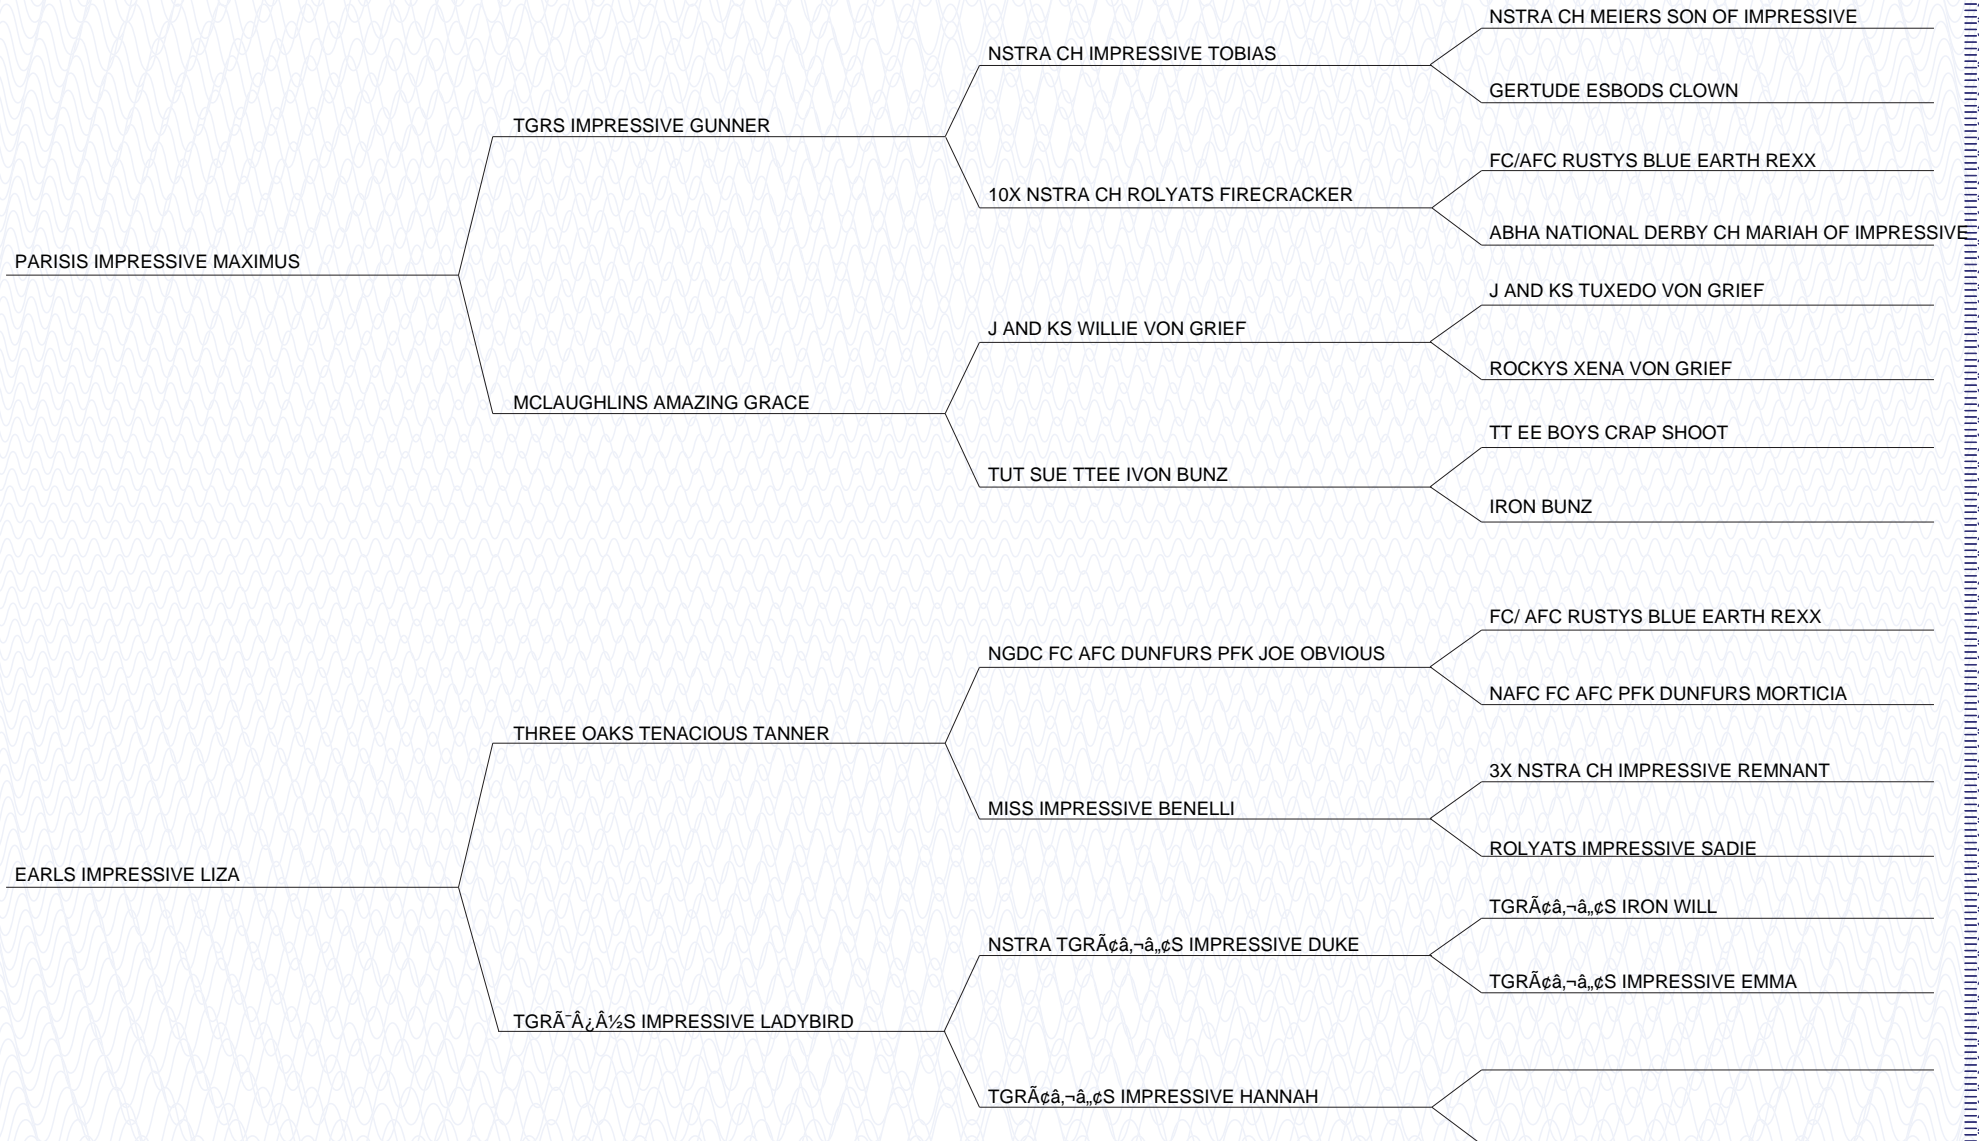 NSTRA CH MEIERS SON OF IMPRESSIVE
NSTRA CH IMPRESSIVE TOBIAS
GERTUDE ESBODS CLOWN
TGRS IMPRESSIVE GUNNER
FC/AFC RUSTYS BLUE EARTH REXX
10X NSTRA CH ROLYATS FIRECRACKER
ABHA NATIONAL DERBY CH MARIAH OF IMPRESSIVE
PARISIS IMPRESSIVE MAXIMUS
J AND KS TUXEDO VON GRIEF
J AND KS WILLIE VON GRIEF
ROCKYS XENA VON GRIEF
MCLAUGHLINS AMAZING GRACE
TT EE BOYS CRAP SHOOT
TUT SUE TTEE IVON BUNZ
IRON BUNZ
FC/ AFC RUSTYS BLUE EARTH REXX
NGDC FC AFC DUNFURS PFK JOE OBVIOUS
NAFC FC AFC PFK DUNFURS MORTICIA
THREE OAKS TENACIOUS TANNER
3X NSTRA CH IMPRESSIVE REMNANT
MISS IMPRESSIVE BENELLI
ROLYATS IMPRESSIVE SADIE
EARLS IMPRESSIVE LIZA
TGRÃ¢â‚¬â„¢S IRON WILL
NSTRA TGRÃ¢â‚¬â„¢S IMPRESSIVE DUKE
TGRÃ¢â‚¬â„¢S IMPRESSIVE EMMA
TGRÃ¯Â¿Â½S IMPRESSIVE LADYBIRD
TGRÃ¢â‚¬â„¢S IMPRESSIVE HANNAH